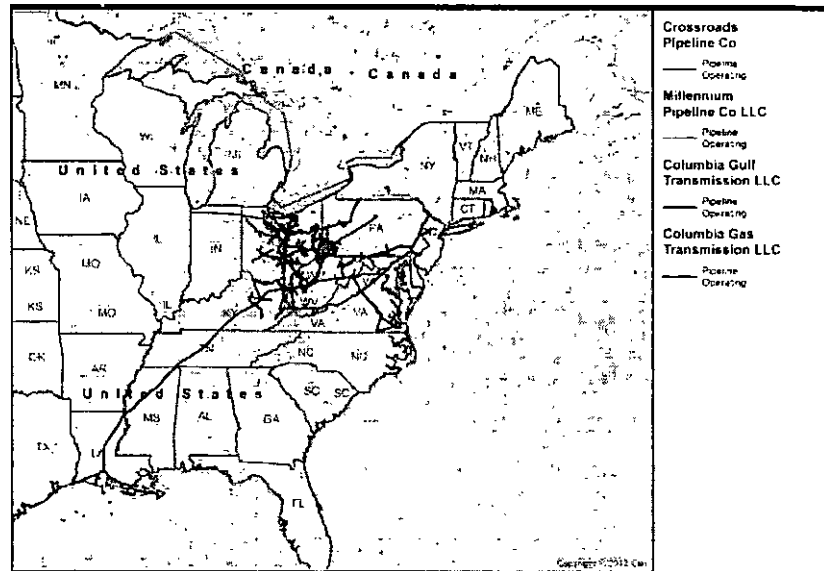 Crossroads
Pipeline Co
Pipeline
Operating
Millennium
Pipeline Co LLC
Pipeline
Operating
Columbia Gulf
Transmission LLC
Pipeline
Operating
Columbia Gas
Transmission LLC
Pipeline
Operating
Canada Canada
MN
ME
WI
VT
NH
NY
United States
MA
IA
CT
NE
PA
IL
IN
KS
MO
WV
KS
MO
IL
KY
VA
VA
NC
AR
United States
SC
SC
MS
AL
GA
TX
LA
FL